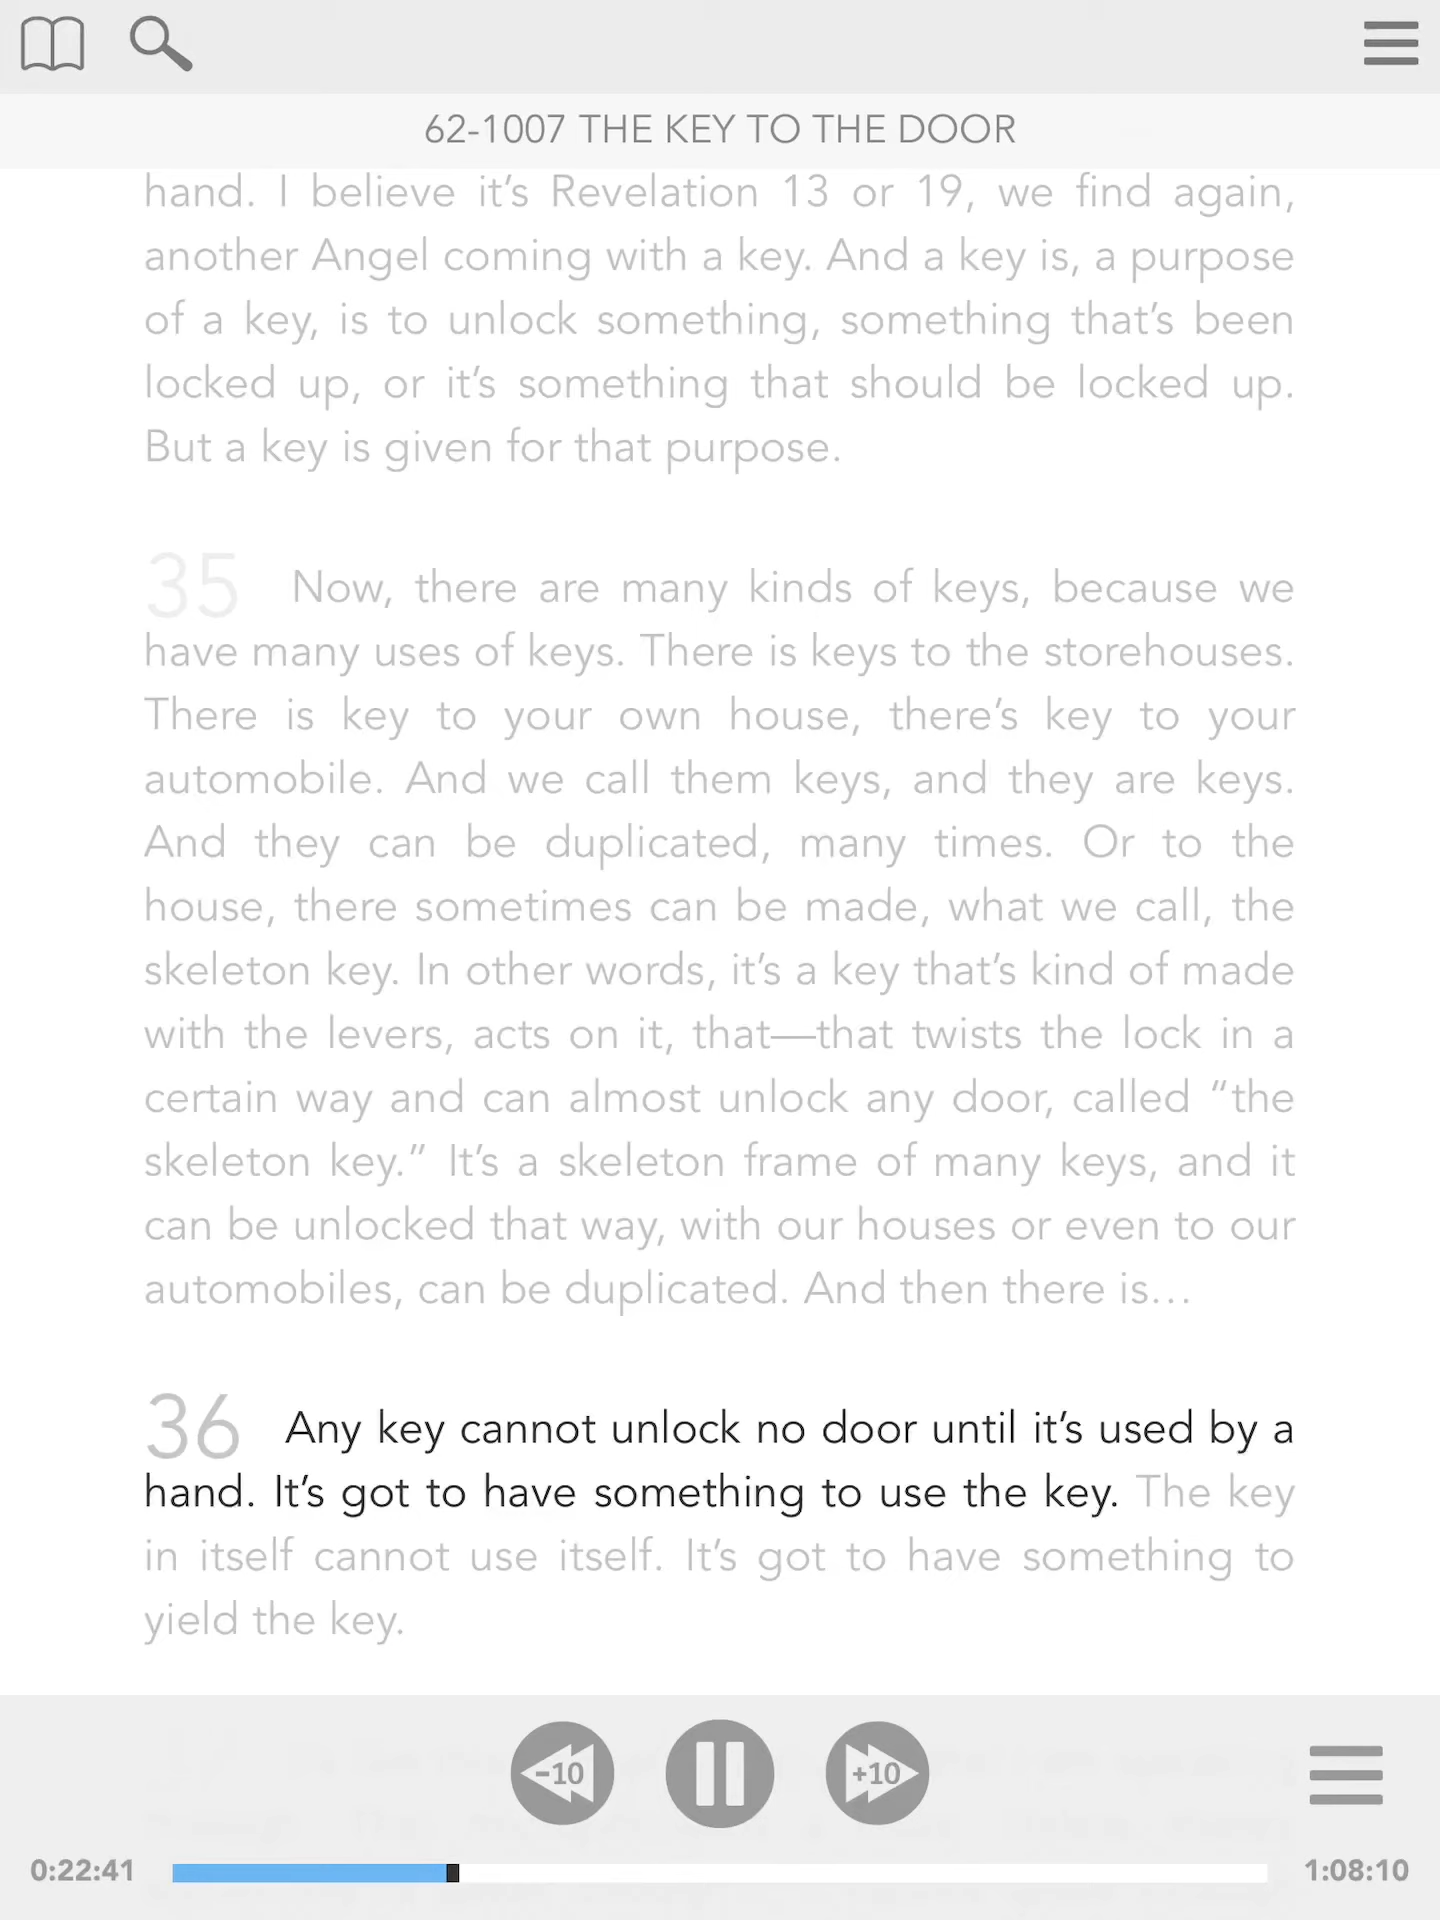 62-1007 THE KEY TO THE DOOR
hand. I believe it’s Revelation 13 or 19, we find again,
another Angel coming with a key. And a key is, a purpose
of a key, is to unlock something, something that’s been
locked up, or it’s something that should be locked up.
But a key is given for that purpose.
35 Now, there are many kinds of keys, because we
have many uses of keys. There is keys to the storehouses.
There is key to your own house, there’s key to your
automobile. And we call them keys, and they are keys.
And they can be duplicated, many times. Or to the
house, there sometimes can be made, what we call, the
skeleton key. In other words, it’s a key that’s kind of made
with the levers, acts on it, that—that twists the lock in a
certain way and can almost unlock any door, called “the
skeleton key.” It’s a skeleton frame of many keys, and it
can be unlocked that way, with our houses or even to our
automobiles, can be duplicated. And then there is…
36 Any key cannot unlock no door until it’s used by a
hand. It’s got to have something to use the key. The key
in itself cannot use itself. It’s got to have something to
yield the key.
-10 +10
0:22:41 1:08:10